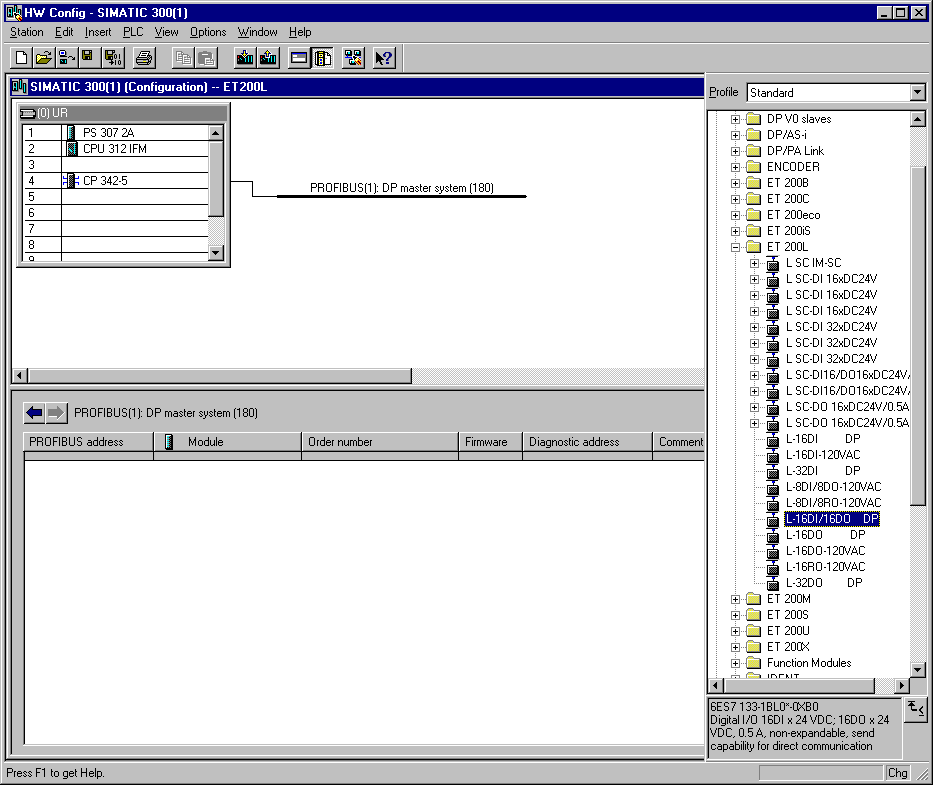 HW Config - SIMATIC 300(1)
Station Edit Insert PLC View Options Window Help
SIMATIC 300(1) (Configuration) -- ET200L
(0) UR
1 PS 307 2A
2 CPU 312 IFM
3
4 CP 342-5
5
6
7
8
9
PROFIBUS(1): DP master system (180)
PROFIBUS(1): DP master system (180)
PROFIBUS address Module Order number Firmware Diagnostic address Comment
Profile Standard
DP V0 slaves
DP/AS-i
DP/PA Link
ENCODER
ET 200B
ET 200C
ET 200eco
ET 200iS
ET 200L
L SC IM-SC
L SC-DI 16xDC24V
L SC-DI 16xDC24V
L SC-DI 16xDC24V
L SC-DI 32xDC24V
L SC-DI 32xDC24V
L SC-DI 32xDC24V
L SC-DI16/DO16xDC24V/
L SC-DI16/DO16xDC24V/
L SC-DO 16xDC24V/0.5A
L SC-DO 16xDC24V/0.5A
L-16DI DP
L-16DI-120VAC
L-32DI DP
L-8DI/8DO-120VAC
L-8DI/8RO-120VAC
L-16DI/16DO DP
L-16DO DP
L-16DO-120VAC
L-16RO-120VAC
L-32DO DP
ET 200M
ET 200S
ET 200U
ET 200X
Function Modules
IDENT
6ES7 133-1BL0*-0XB0
Digital I/O 16DI x 24 VDC; 16DO x 24
VDC, 0.5 A, non-expandable, send
capability for direct communication
Press F1 to get Help.
Chg